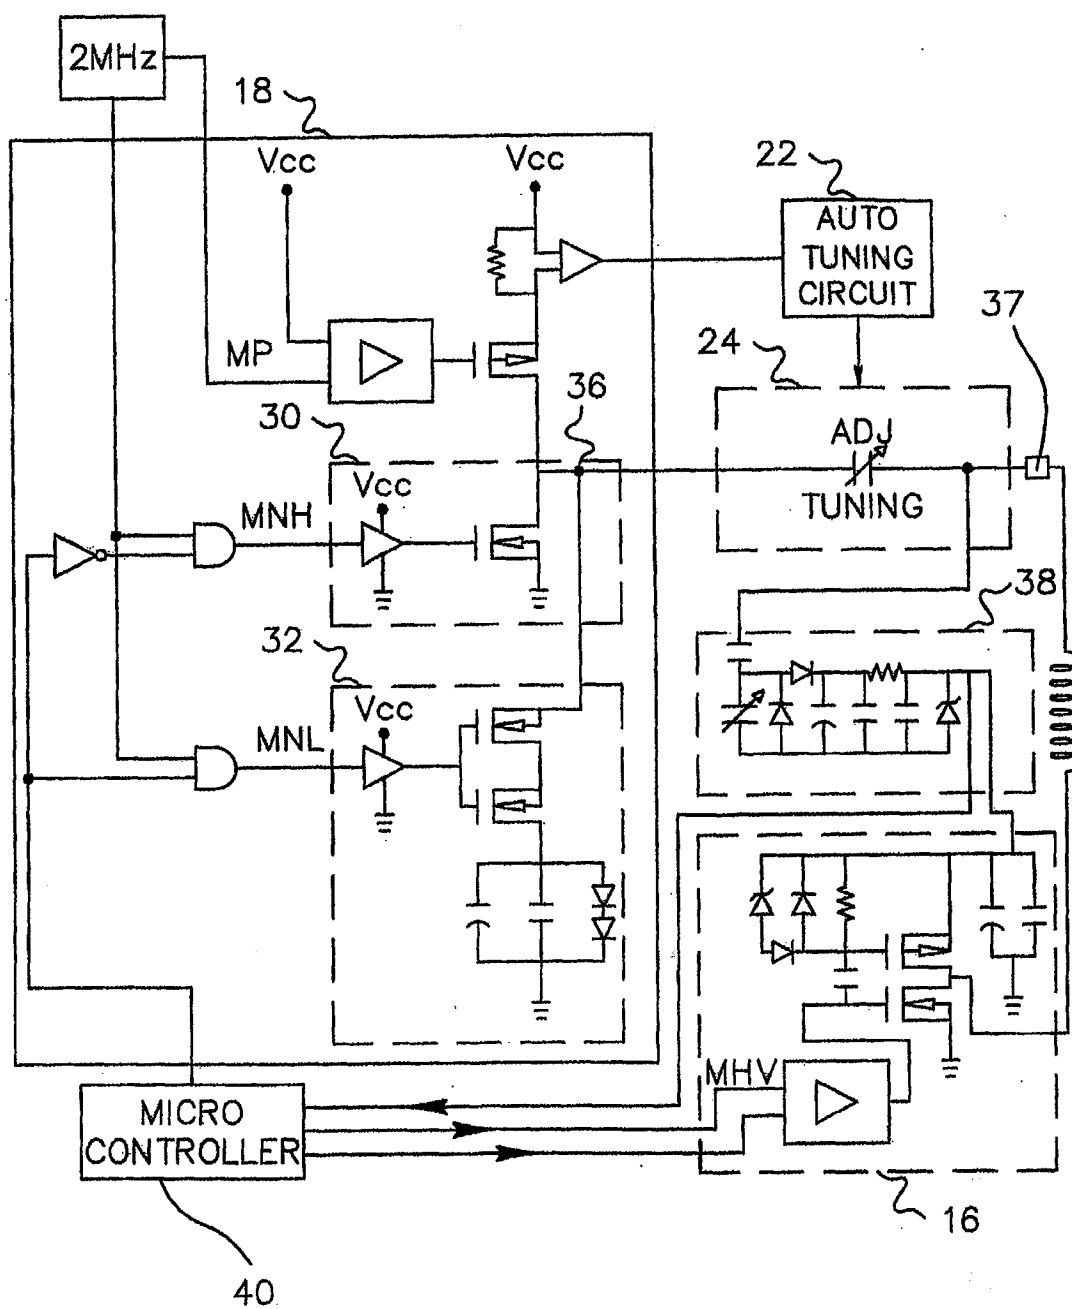 2MHz
18
Vcc
Vcc
22
AUTO
TUNING
CIRCUIT
37
MP
24
36
30
ADJ
Vcc
TUNING
MNH
38
32
Vcc
MNL
MHV
MICRO
CONTROLLER
16
40